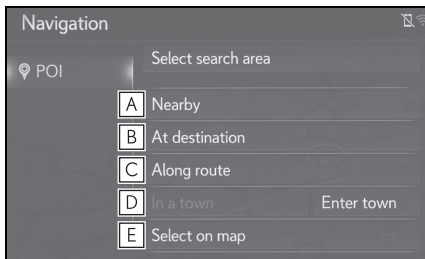 Navigation
POI
Select search area
A Nearby
B At destination
C Along route
D In a town Enter town
E Select on map